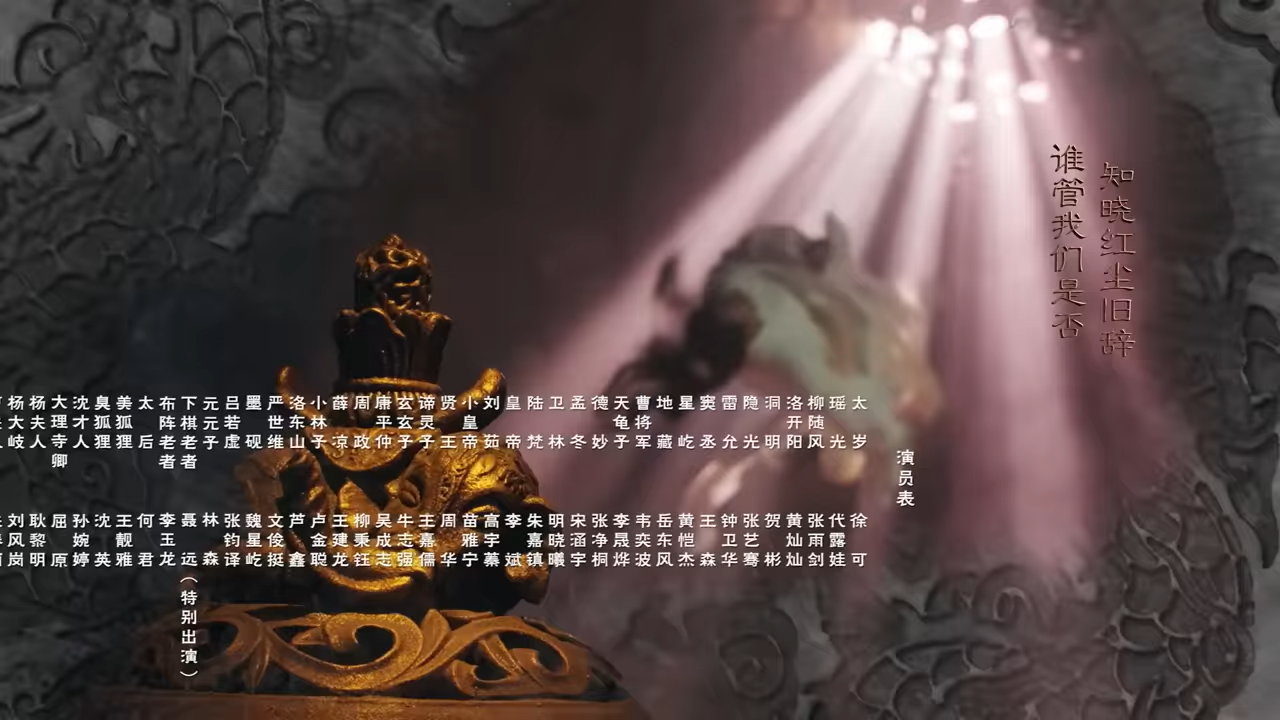 知晓红尘旧辞
谁管我们是否
演员表
太岁 徐可
瑶光 代露娃
柳随风 张雨剑
洛开阳 黄灿灿
洞明 贺彬
隐光 张艺骞
雷允 钟卫华
窦丞 王森
星屹 黄恺杰
地藏 岳东风
曹将军 韦奕波
天龟子 李晟烨
德妙 张净桐
孟冬 宋涵宇
卫林 明晓曦
陆梵 朱嘉镇
皇帝 李斌
刘茹 高宇蓁
小皇帝 苗雅宁
贤王 周华
谛灵子 王嘉儒
玄玄子 牛志强
康平仲 吴成志
周政 柳秉钰
薛凉 王建龙
小林子 卢金聪
洛东山 芦鑫
严世维 文俊挺
墨砚 魏星屹
吕若虚 张钧译
元元子 林森
下棋老者 聂远（特别出演）
布阵老者 李玉龙
太后 何君
美狐狸 王靓雅
臭狐狸 沈英
沈才人 孙婉婷
大理寺卿 屈原
杨夫人 耿黎明
杨大岐 刘风岗